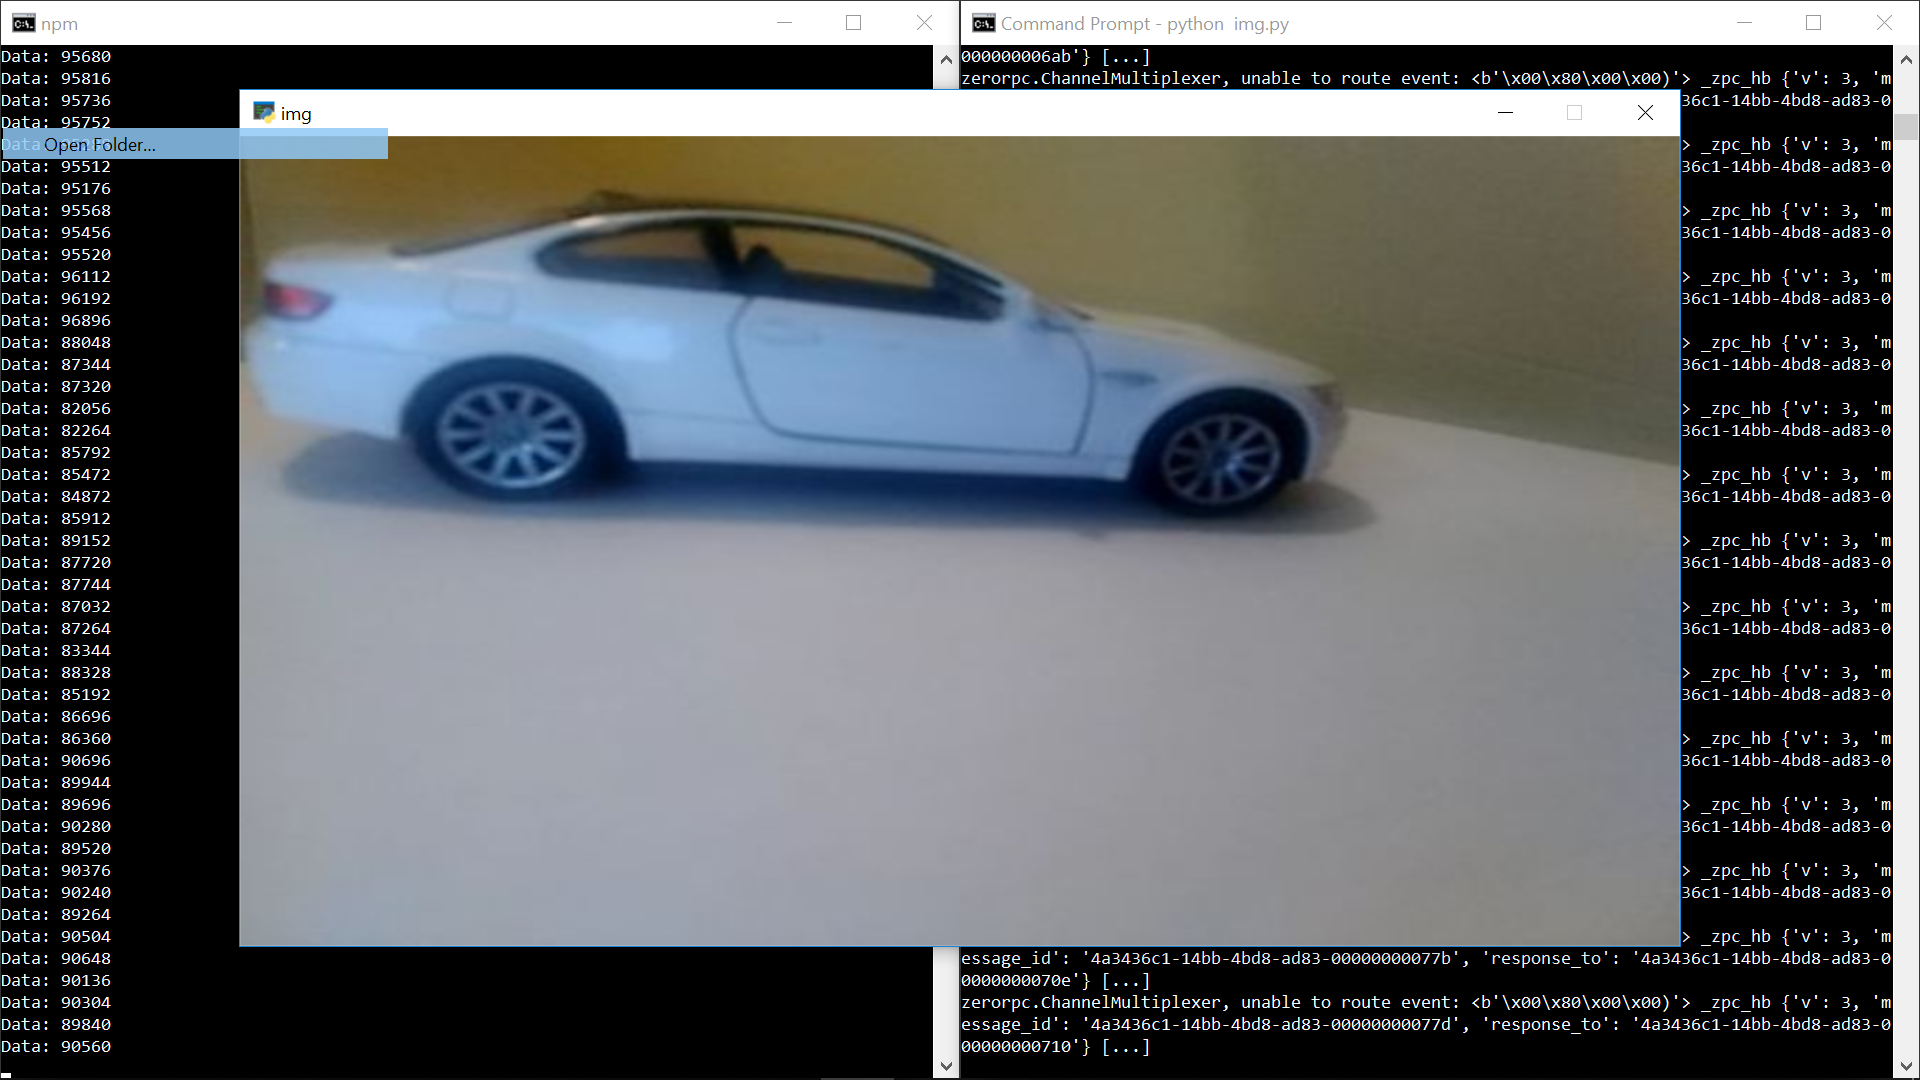 npm
Data: 95680
Data: 95816
Data: 95736
Data: 95752
Open Folder...
Data: 95512
Data: 95176
Data: 95568
Data: 95456
Data: 95520
Data: 96112
Data: 96192
Data: 96896
Data: 88048
Data: 87344
Data: 87320
Data: 82056
Data: 82264
Data: 85792
Data: 85472
Data: 84872
Data: 85912
Data: 89152
Data: 87720
Data: 87744
Data: 87032
Data: 87264
Data: 83344
Data: 88328
Data: 85192
Data: 86696
Data: 86360
Data: 90696
Data: 89944
Data: 89696
Data: 90280
Data: 89520
Data: 90376
Data: 90240
Data: 89264
Data: 90504
Data: 90648
Data: 90136
Data: 90304
Data: 89840
Data: 90560
img
Command Prompt - python  img.py
000000006ab'} [...]
zerorpc.ChannelMultiplexer, unable to route event: <b'\x00\x80\x00\x00)'> _zpc_hb {'v': 3, 'm
36c1-14bb-4bd8-ad83-0
> _zpc_hb {'v': 3, 'm
36c1-14bb-4bd8-ad83-0
> _zpc_hb {'v': 3, 'm
36c1-14bb-4bd8-ad83-0
> _zpc_hb {'v': 3, 'm
36c1-14bb-4bd8-ad83-0
> _zpc_hb {'v': 3, 'm
36c1-14bb-4bd8-ad83-0
> _zpc_hb {'v': 3, 'm
36c1-14bb-4bd8-ad83-0
> _zpc_hb {'v': 3, 'm
36c1-14bb-4bd8-ad83-0
> _zpc_hb {'v': 3, 'm
36c1-14bb-4bd8-ad83-0
> _zpc_hb {'v': 3, 'm
36c1-14bb-4bd8-ad83-0
> _zpc_hb {'v': 3, 'm
36c1-14bb-4bd8-ad83-0
> _zpc_hb {'v': 3, 'm
36c1-14bb-4bd8-ad83-0
> _zpc_hb {'v': 3, 'm
36c1-14bb-4bd8-ad83-0
> _zpc_hb {'v': 3, 'm
36c1-14bb-4bd8-ad83-0
> _zpc_hb {'v': 3, 'm
essage_id': '4a3436c1-14bb-4bd8-ad83-00000000077b', 'response_to': '4a3436c1-14bb-4bd8-ad83-0
0000000070e'} [...]
zerorpc.ChannelMultiplexer, unable to route event: <b'\x00\x80\x00\x00)'> _zpc_hb {'v': 3, 'm
essage_id': '4a3436c1-14bb-4bd8-ad83-00000000077d', 'response_to': '4a3436c1-14bb-4bd8-ad83-0
00000000710'} [...]